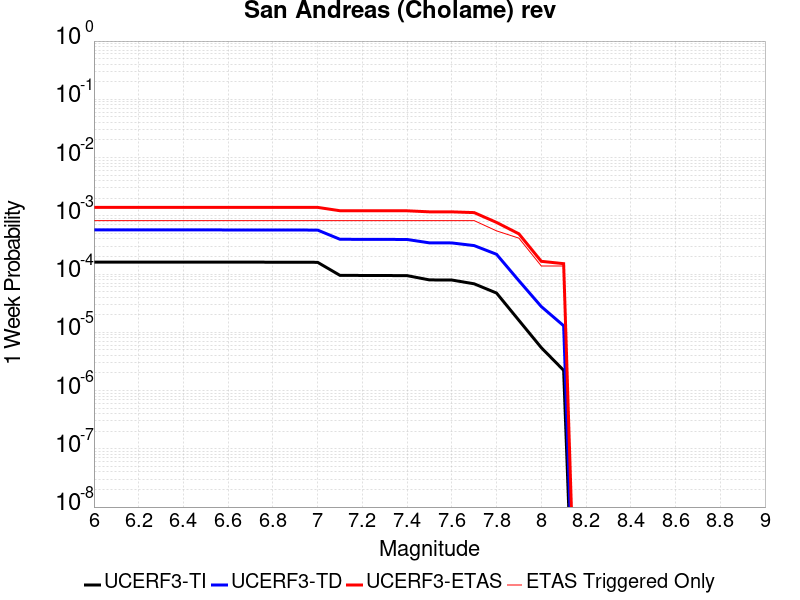 San Andreas (Cholame) rev
10^0
10^-1
10^-2
10^-3
10^-4
10^-5
10^-6
10^-7
10^-8
1 Week Probability
6 6.2 6.4 6.6 6.8 7 7.2 7.4 7.6 7.8 8 8.2 8.4 8.6 8.8 9
Magnitude
UCERF3-TI UCERF3-TD UCERF3-ETAS ETAS Triggered Only